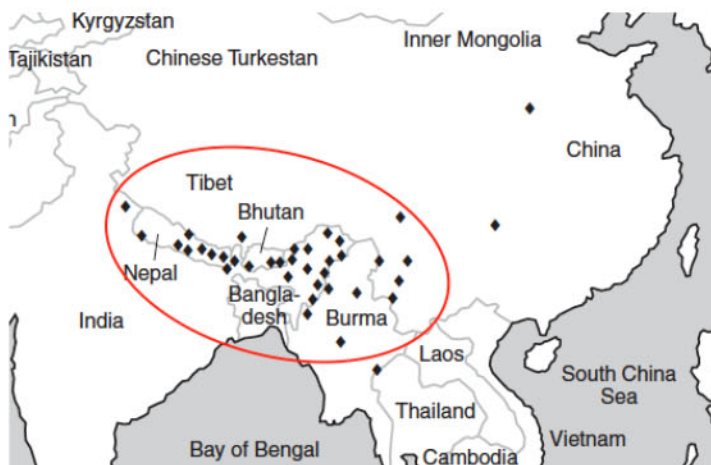 Kyrgyzstan
Inner Mongolia
Tajikistan
Chinese Turkestan
n
China
Tibet
Bhutan
Nepal
Bangla-
desh
India
Burma
Laos
South China
Sea
Thailand
Vietnam
Bay of Bengal
Cambodia